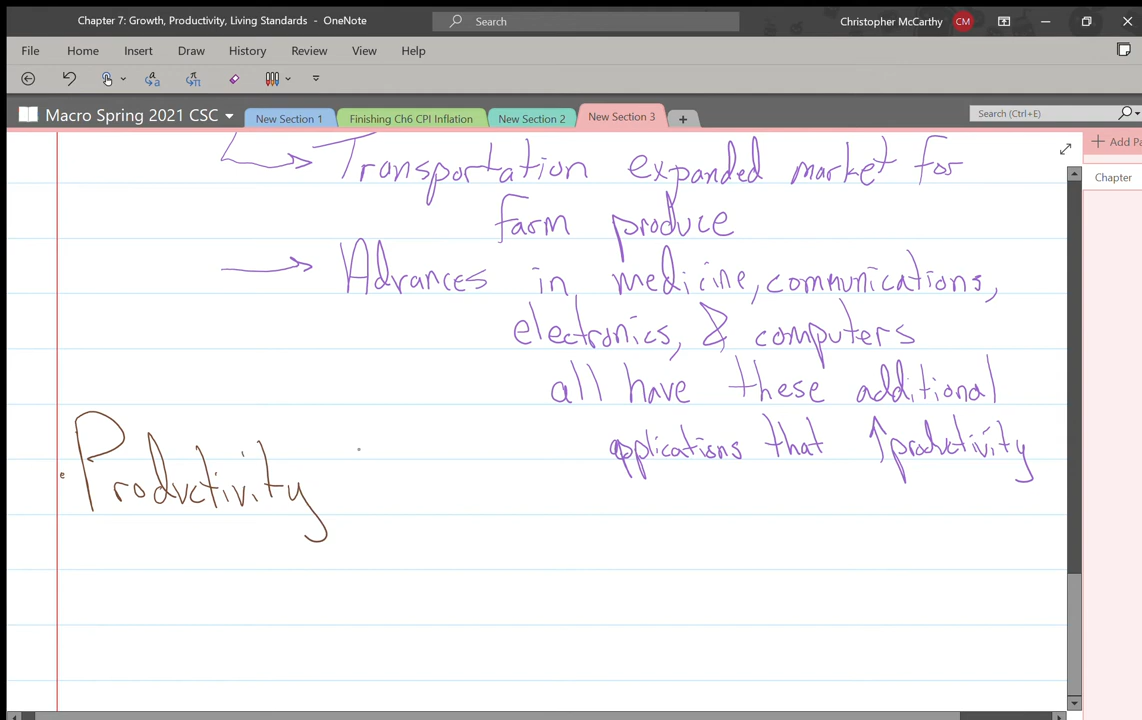 Chapter 7: Growth, Productivity, Living Standards - OneNote
Search
Christopher McCarthy
CM
File Home Insert Draw History Review View Help
Macro Spring 2021 CSC
New Section 1
Finishing Ch6 CPI Inflation
New Section 2
New Section 3
Search (Ctrl+E)
Add Pa
Chapter
Transportation expanded market for
farm produce
Advances in medicine, communications,
electronics, & computers
all have these additional
applications that ↑productivity
Productivity